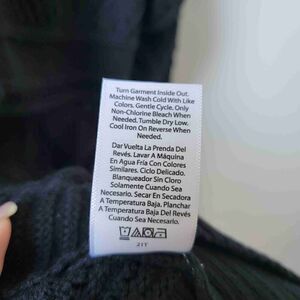 Turn Garment Inside Out.
Machine Wash Cold With Like
Colors. Gentle Cycle. Only
Non-Chlorine Bleach When
Needed. Tumble Dry Low.
Cool Iron On Reverse When
Needed.
Dar Vuelta La Prenda Del
Revés. Lavar A Máquina
En Agua Fría Con Colores
Similares. Ciclo Delicado.
Blanqueador Sin Cloro
Solamente Cuando Sea
Necesario. Secar En Secadora
A Temperatura Baja. Planchar
A Temperatura Baja Del Revés
Cuando Sea Necesario.
21T